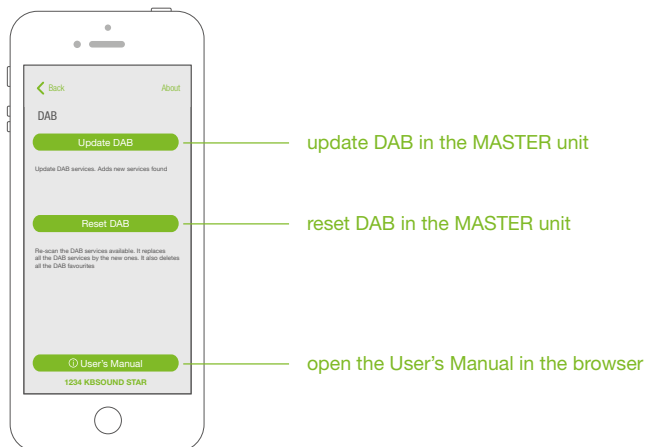 Back About
DAB
Update DAB
update DAB in the MASTER unit
Update DAB services. Adds new services found
Reset DAB
reset DAB in the MASTER unit
Re-scan the DAB services available. It replaces
all the DAB services by the new ones. It also deletes
all the DAB favourites
User's Manual
open the User's Manual in the browser
1234 KBSOUND STAR